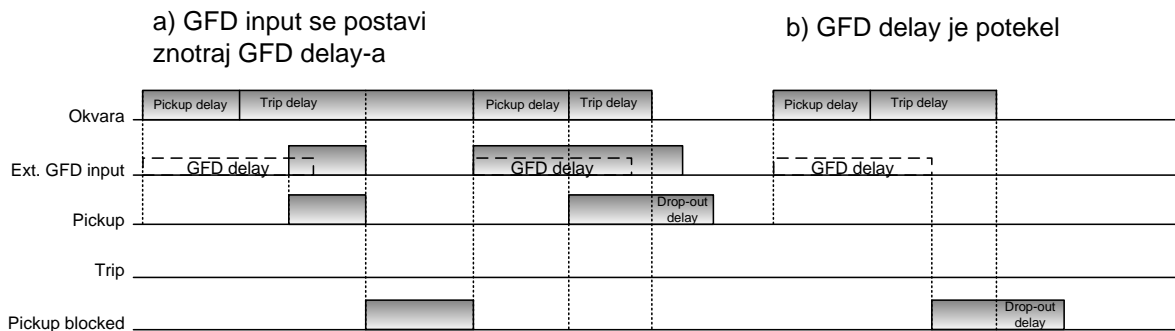 a) GFD input se postavi
znotraj GFD delay-a
b) GFD delay je potekel
Okvara
Pickup delay
Trip delay
Pickup delay
Trip delay
Pickup delay
Trip delay
Ext. GFD input
GFD delay
GFD delay
GFD delay
Pickup
Drop-out
delay
Trip
Pickup blocked
Drop-out
delay